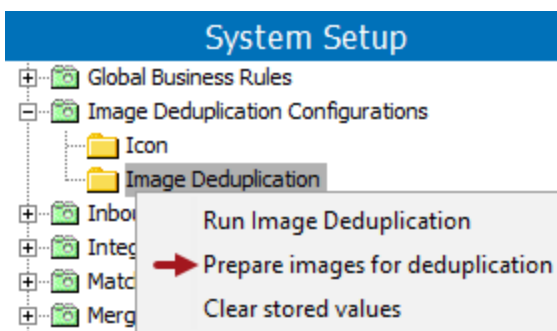 System Setup
Global Business Rules
Image Deduplication Configurations
Icon
Image Deduplication
Run Image Deduplication
Prepare images for deduplication
Clear stored values